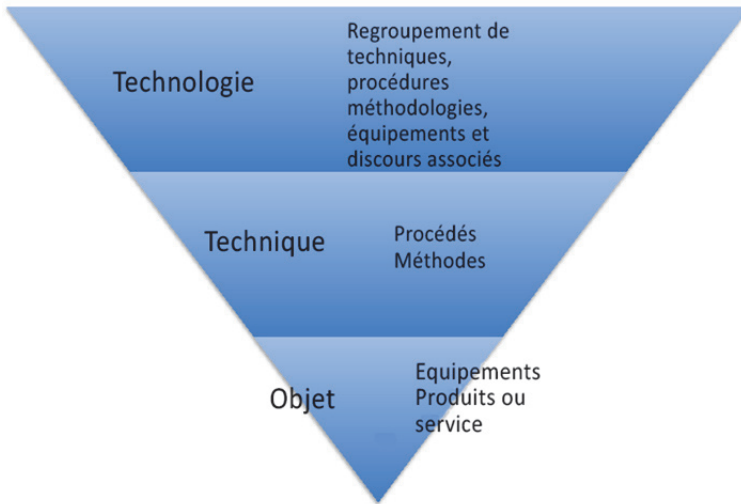 Technologie
Regroupement de
techniques,
procédures
méthodologies,
équipements et
discours associés
Technique
Procédés
Méthodes
Objet
Equipements
Produits ou
service